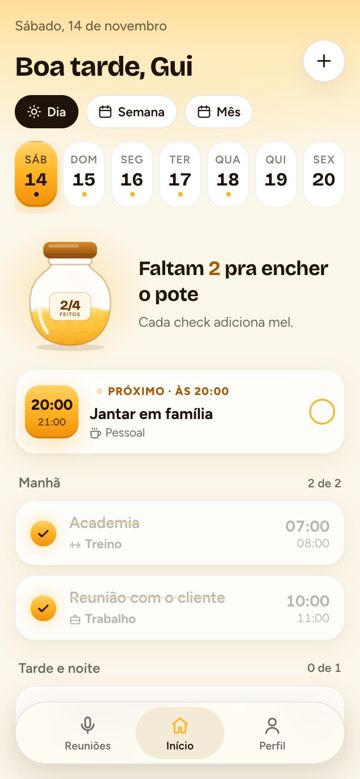 Sábado, 14 de novembro
Boa tarde, Gui
Dia
Semana
Mês
SÁB
DOM
SEG
TER
QUA
QUI
SEX
14
15
16
17
18
19
20
Faltam 2 pra encher
o pote
Cada check adiciona mel.
2/4
FEITOS
PRÓXIMO · ÀS 20:00
20:00
21:00
Jantar em família
Pessoal
Manhã
2 de 2
Academia
Treino
07:00
08:00
Reunião com o cliente
Trabalho
10:00
11:00
Tarde e noite
0 de 1
Reuniões
Início
Perfil